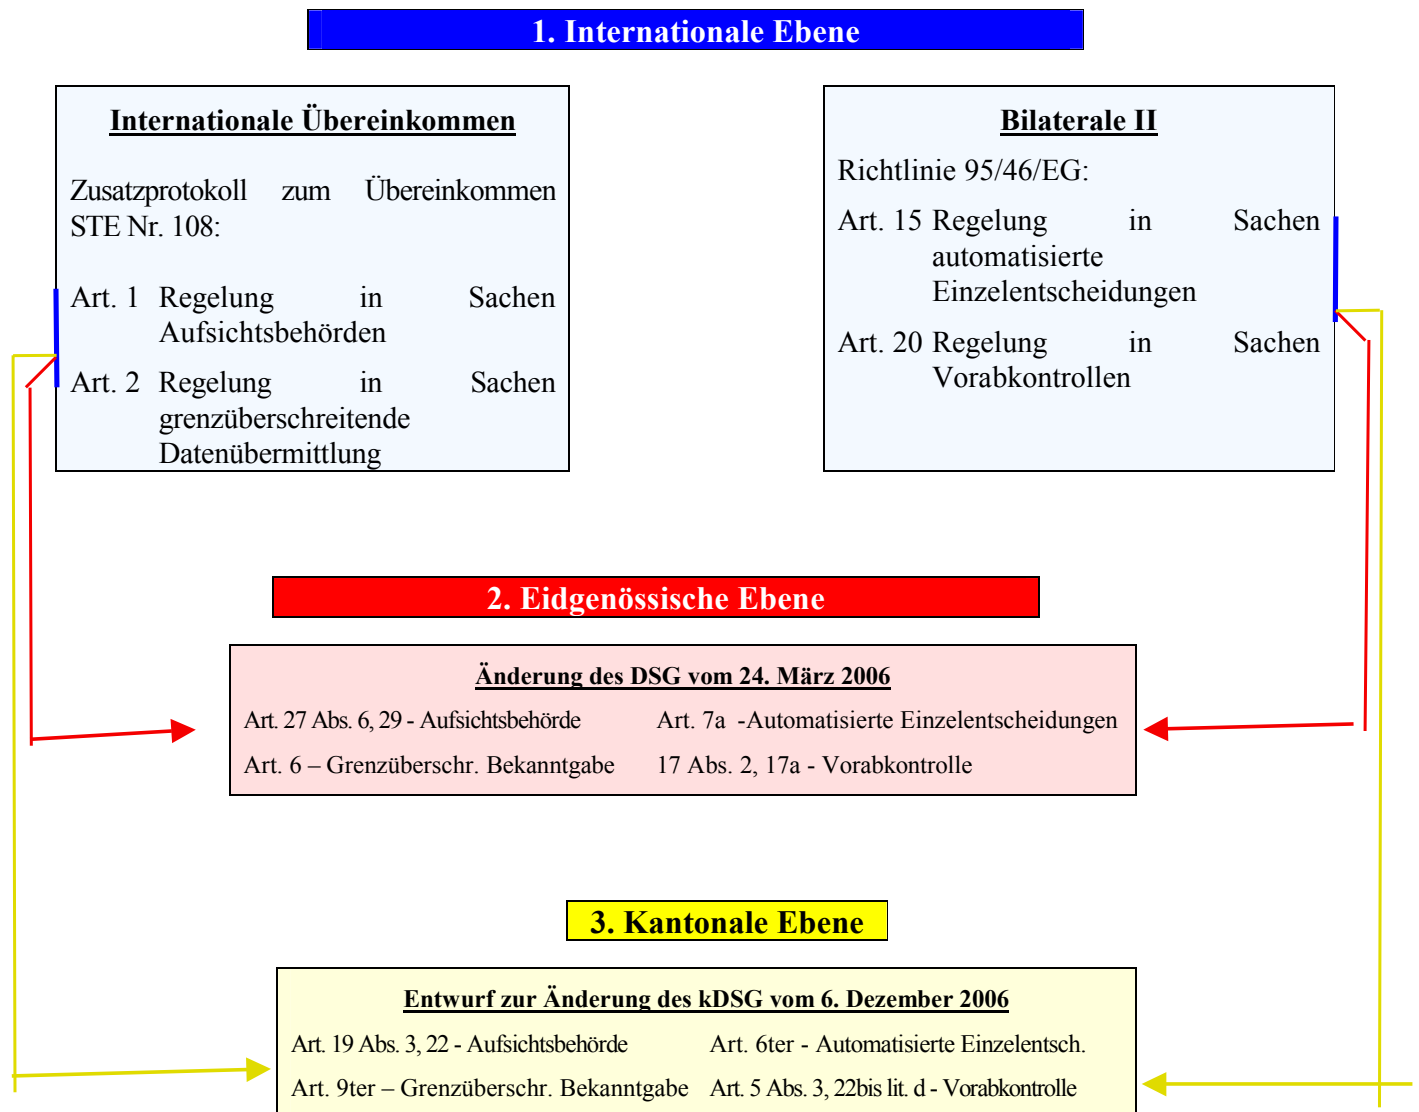 1. Internationale Ebene
Internationale Übereinkommen
Zusatzprotokoll zum Übereinkommen
STE Nr. 108:
Art. 1 Regelung in Sachen
Aufsichtsbehörden
Art. 2 Regelung in Sachen
grenzüberschreitende
Datenübermittlung
Bilaterale II
Richtlinie 95/46/EG:
Art. 15 Regelung in Sachen
automatisierte
Einzelentscheidungen
Art. 20 Regelung in Sachen
Vorabkontrollen
2. Eidgenössische Ebene
Änderung des DSG vom 24. März 2006
Art. 27 Abs. 6, 29 - Aufsichtsbehörde Art. 7a -Automatisierte Einzelentscheidungen
Art. 6 – Grenzüberschr. Bekanntgabe 17 Abs. 2, 17a - Vorabkontrolle
3. Kantonale Ebene
Entwurf zur Änderung des kDSG vom 6. Dezember 2006
Art. 19 Abs. 3, 22 - Aufsichtsbehörde Art. 6ter - Automatisierte Einzelentsch.
Art. 9ter – Grenzüberschr. Bekanntgabe Art. 5 Abs. 3, 22bis lit. d - Vorabkontrolle